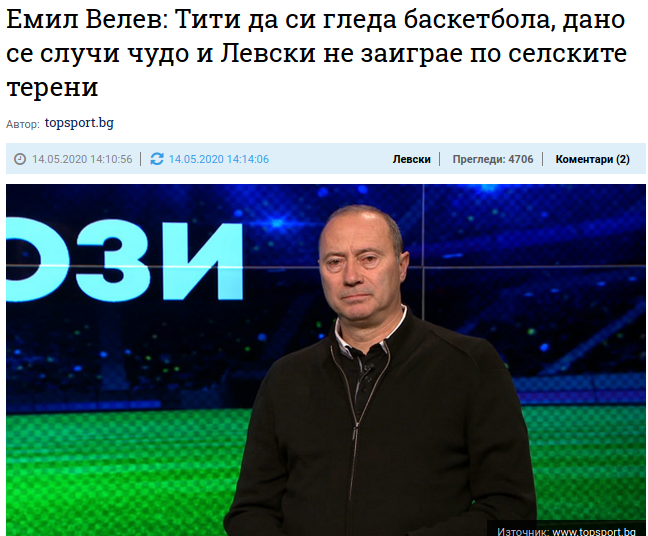 Емил Велев: Тити да си гледа баскетбола, дано
се случи чудо и Левски не заиграе по селските
терени
Автор: topsport.bg
14.05.2020 14:10:56 14.05.2020 14:14:06 Левски Прегледи: 4706 Коментари (2)
ОЗИ
Източник: www.topsport.bg